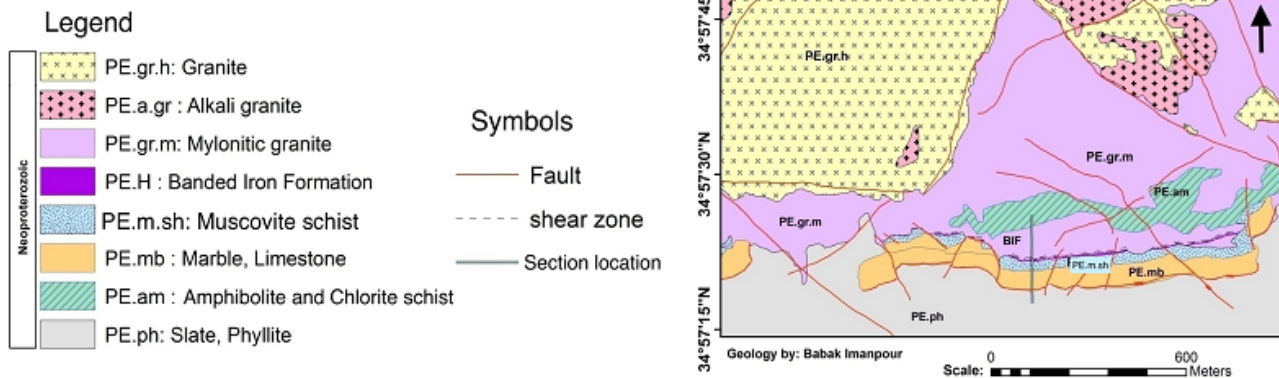 Legend
Neoproterozoic
PE.gr.h: Granite
PE.a.gr : Alkali granite
PE.gr.m: Mylonitic granite
PE.H : Banded Iron Formation
PE.m.sh: Muscovite schist
PE.mb : Marble, Limestone
PE.am : Amphibolite and Chlorite schist
PE.ph: Slate, Phyllite
Symbols
Fault
shear zone
Section location
34°57'45
34°57'30"N
34°57'15"N
PE.gr.h
PE.gr.m
PE.am
PE.gr.m
BIF
PE.m.sh
PE.mb
PE.ph
Geology by: Babak Imanpour
0 600
Scale: Meters